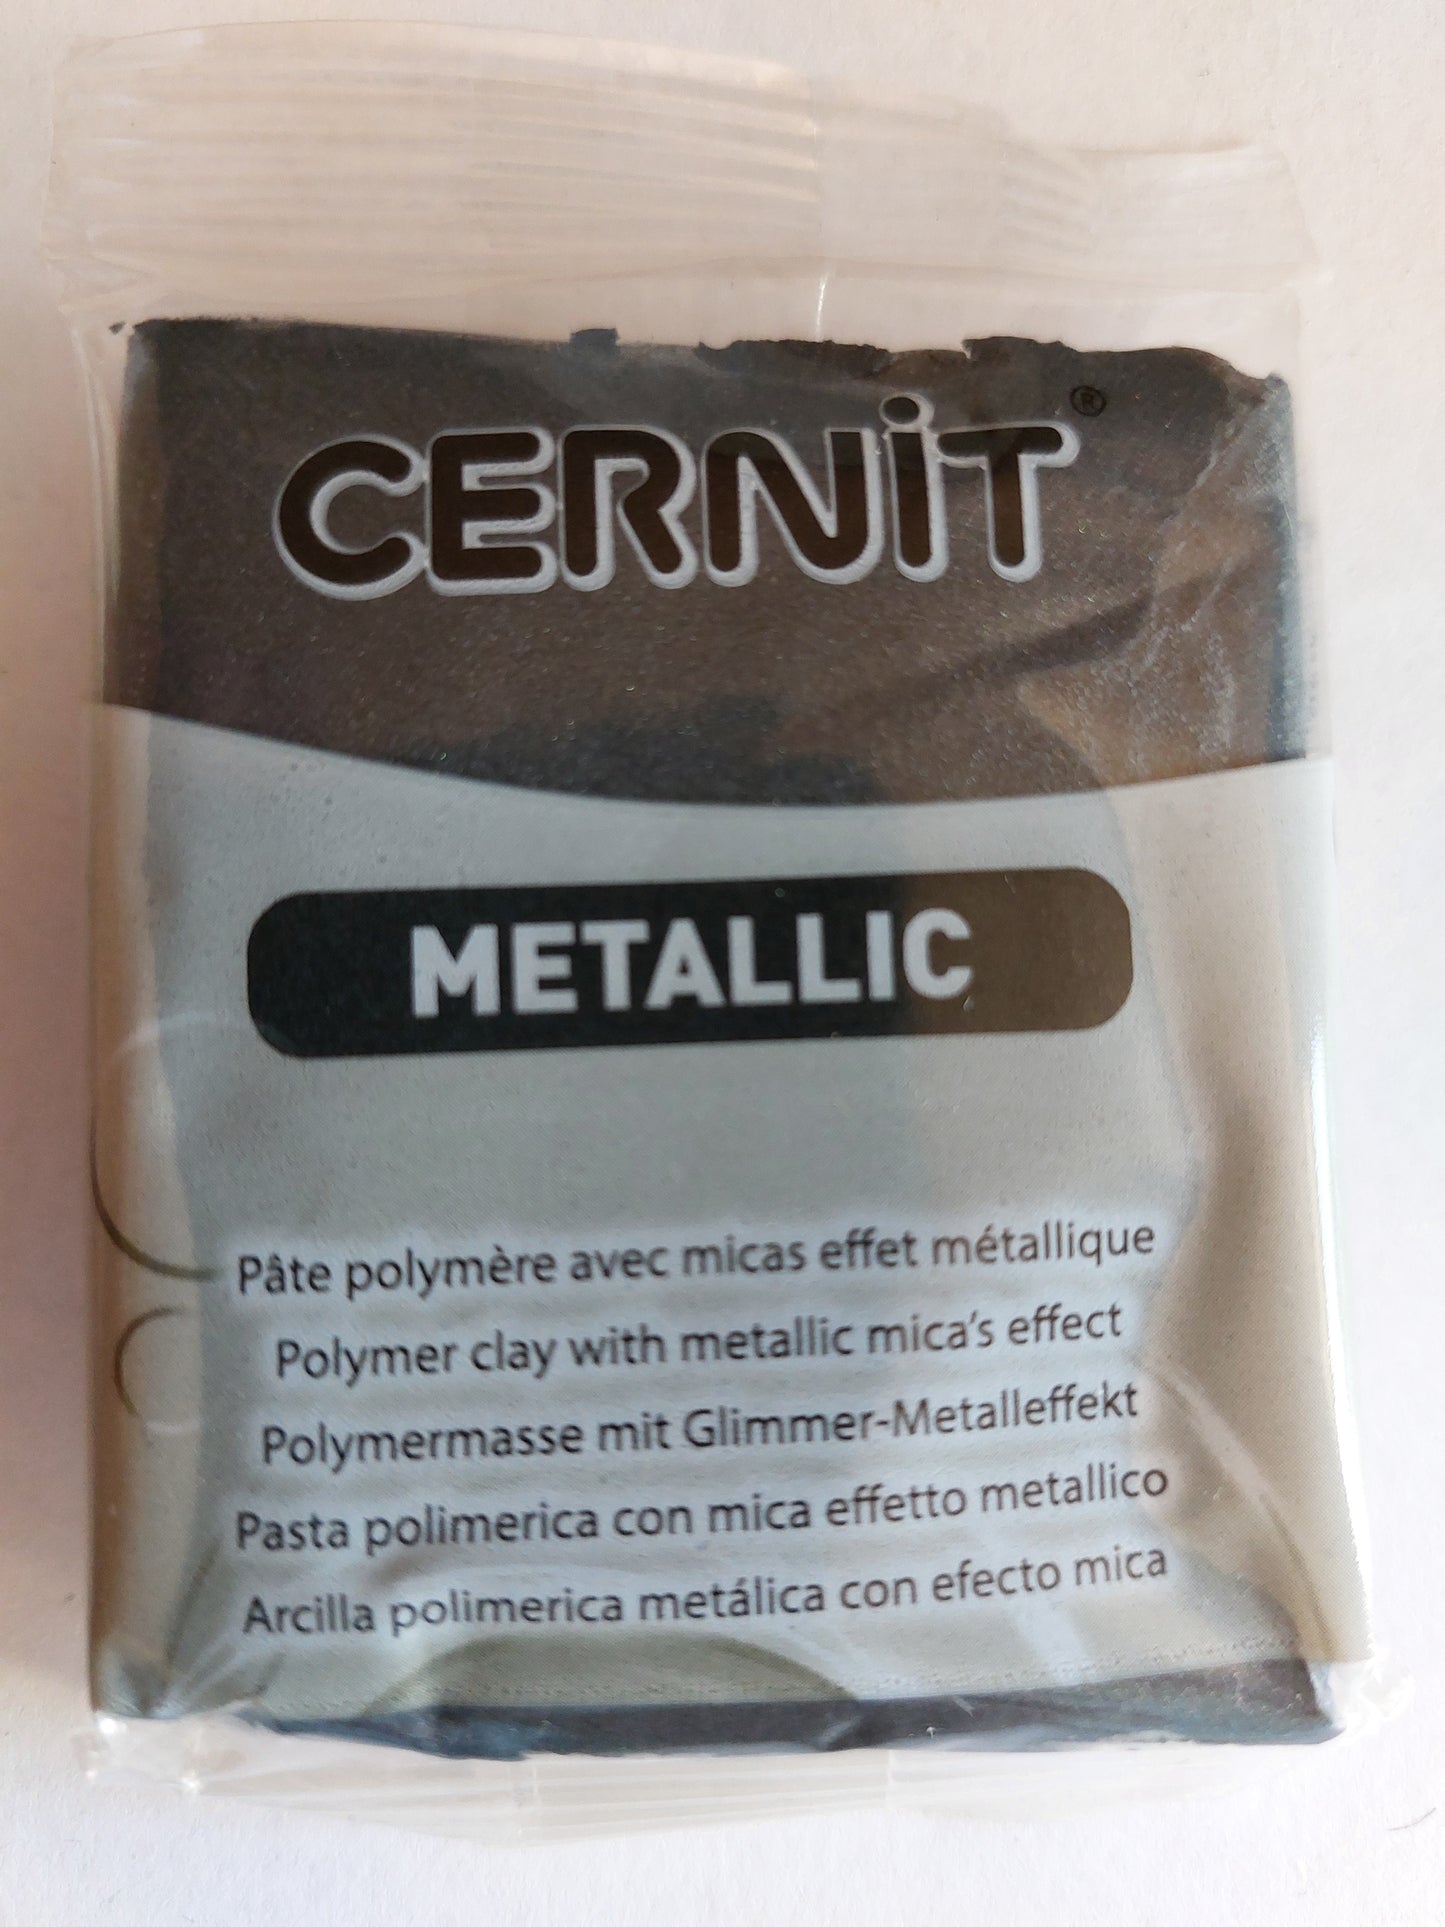 CERNiT®
METALLIC
Pâte polymère avec micas effet métallique
Polymer clay with metallic mica's effect
Polymermasse mit Glimmer-Metalleffekt
Pasta polimerica con mica effetto metallico
Arcilla polimerica metálica con efecto mica